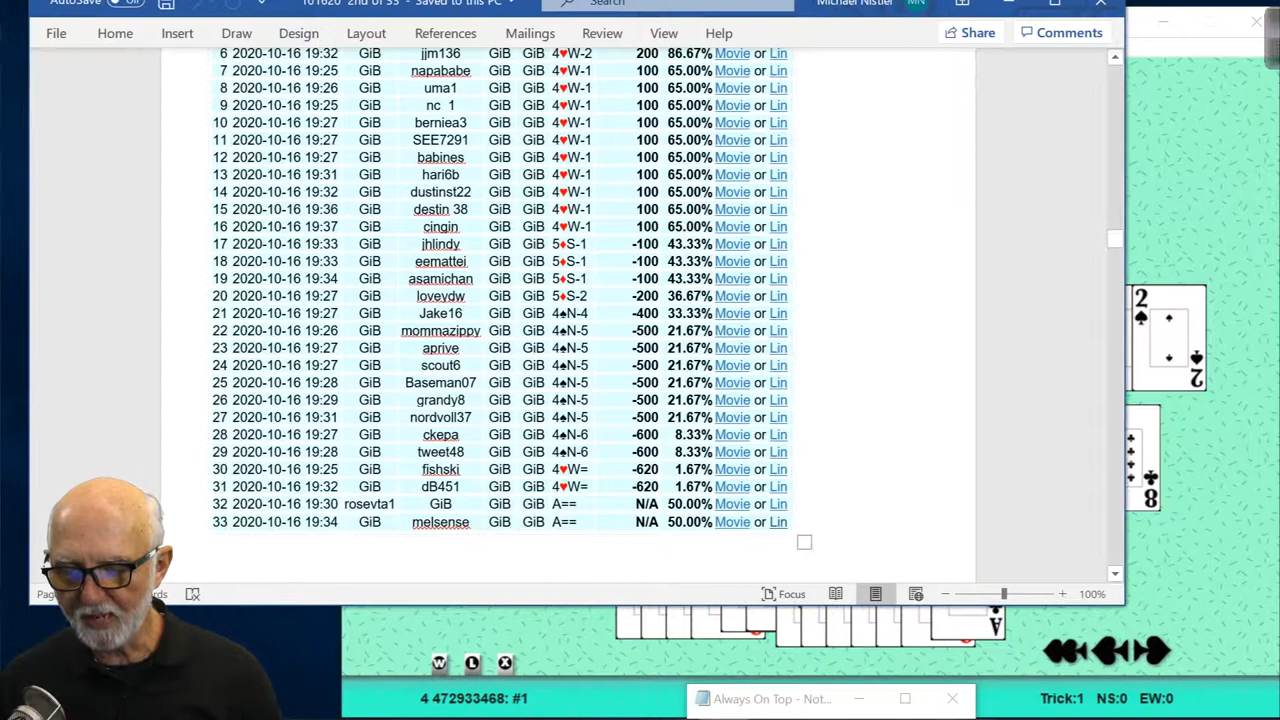 AutoSave Off 101620 2nd of 33 - Saved to this PC Search Michael Nistler MN
File Home Insert Draw Design Layout References Mailings Review View Help Share Comments
6 2020-10-16 19:32 GiB jjm136 GiB GiB 4♥W-2 200 86.67% Movie or Lin
7 2020-10-16 19:25 GiB napababe GiB GiB 4♥W-1 100 65.00% Movie or Lin
8 2020-10-16 19:26 GiB uma1 GiB GiB 4♥W-1 100 65.00% Movie or Lin
9 2020-10-16 19:27 GiB nc 1 GiB GiB 4♥W-1 100 65.00% Movie or Lin
10 2020-10-16 19:27 GiB berniea3 GiB GiB 4♥W-1 100 65.00% Movie or Lin
11 2020-10-16 19:27 GiB SEE7291 GiB GiB 4♥W-1 100 65.00% Movie or Lin
12 2020-10-16 19:27 GiB babines GiB GiB 4♥W-1 100 65.00% Movie or Lin
13 2020-10-16 19:31 GiB hari6b GiB GiB 4♥W-1 100 65.00% Movie or Lin
14 2020-10-16 19:32 GiB dustinst22 GiB GiB 4♥W-1 100 65.00% Movie or Lin
15 2020-10-16 19:36 GiB destin 38 GiB GiB 4♥W-1 100 65.00% Movie or Lin
16 2020-10-16 19:37 GiB cingin GiB GiB 4♥W-1 100 65.00% Movie or Lin
17 2020-10-16 19:33 GiB jhlindy GiB GiB 5♦S-1 -100 43.33% Movie or Lin
18 2020-10-16 19:33 GiB eemattei GiB GiB 5♦S-1 -100 43.33% Movie or Lin
19 2020-10-16 19:34 GiB asamichan GiB GiB 5♦S-1 -100 43.33% Movie or Lin
20 2020-10-16 19:27 GiB loveydw GiB GiB 5♦S-2 -200 36.67% Movie or Lin
21 2020-10-16 19:27 GiB Jake16 GiB GiB 4♠N-4 -400 33.33% Movie or Lin
22 2020-10-16 19:26 GiB mommazippy GiB GiB 4♠N-5 -500 21.67% Movie or Lin
23 2020-10-16 19:27 GiB aprive GiB GiB 4♠N-5 -500 21.67% Movie or Lin
24 2020-10-16 19:27 GiB scout6 GiB GiB 4♠N-5 -500 21.67% Movie or Lin
25 2020-10-16 19:28 GiB Baseman07 GiB GiB 4♠N-5 -500 21.67% Movie or Lin
26 2020-10-16 19:29 GiB grandy8 GiB GiB 4♠N-5 -500 21.67% Movie or Lin
27 2020-10-16 19:31 GiB nordvoll37 GiB GiB 4♠N-5 -500 21.67% Movie or Lin
28 2020-10-16 19:27 GiB ckepa GiB GiB 4♠N-6 -600 8.33% Movie or Lin
29 2020-10-16 19:28 GiB tweet48 GiB GiB 4♠N-6 -600 8.33% Movie or Lin
30 2020-10-16 19:25 GiB fishski GiB GiB 4♥W= -620 1.67% Movie or Lin
31 2020-10-16 19:32 GiB dB451 GiB GiB 4♥W= -620 1.67% Movie or Lin
32 2020-10-16 19:30 rosevta1 GiB GiB GiB A== N/A 50.00% Movie or Lin
33 2020-10-16 19:34 GiB melsense GiB GiB A== N/A 50.00% Movie or Lin
2
2
8
Focus 100%
A
W L X
4 472933468: #1 Always On Top - Not... Trick:1 NS:0 EW:0